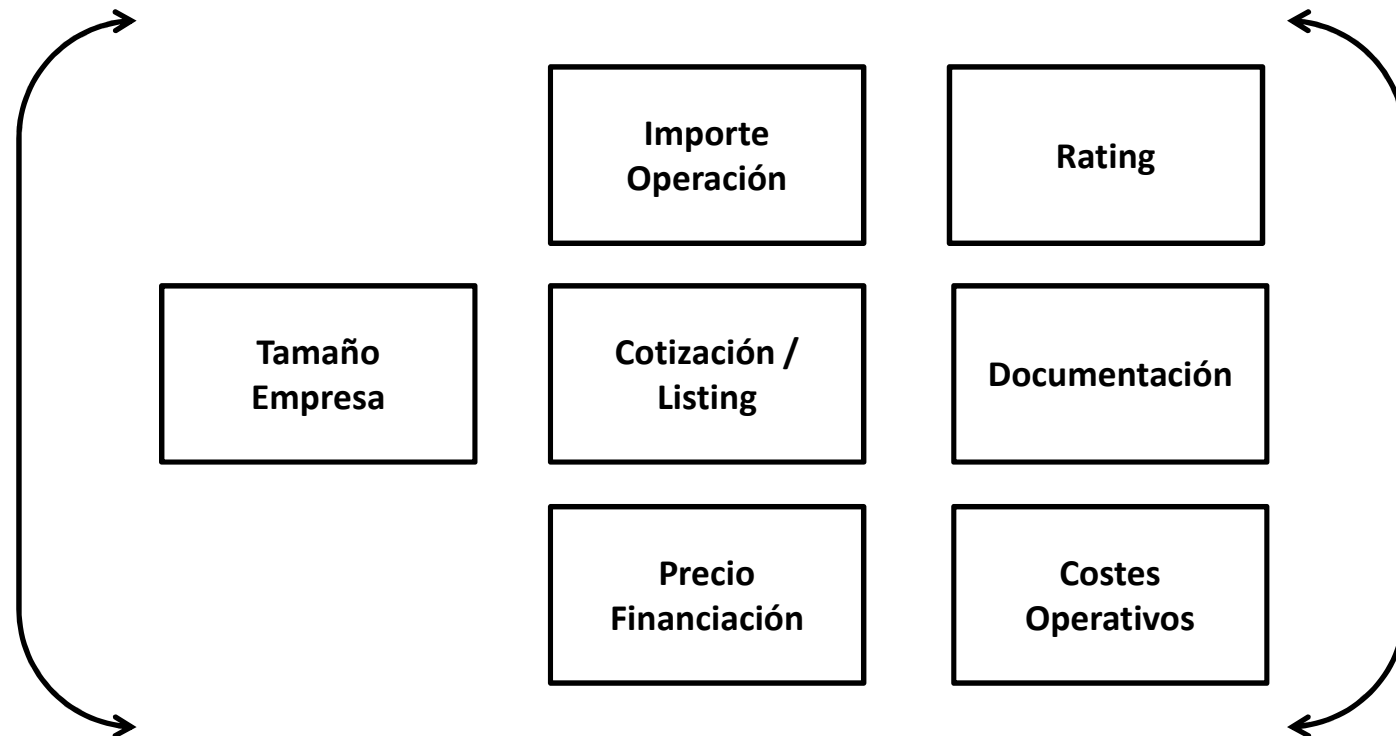 Importe
Operación
Rating
Tamaño
Empresa
Cotización /
Listing
Documentación
Precio
Financiación
Costes
Operativos